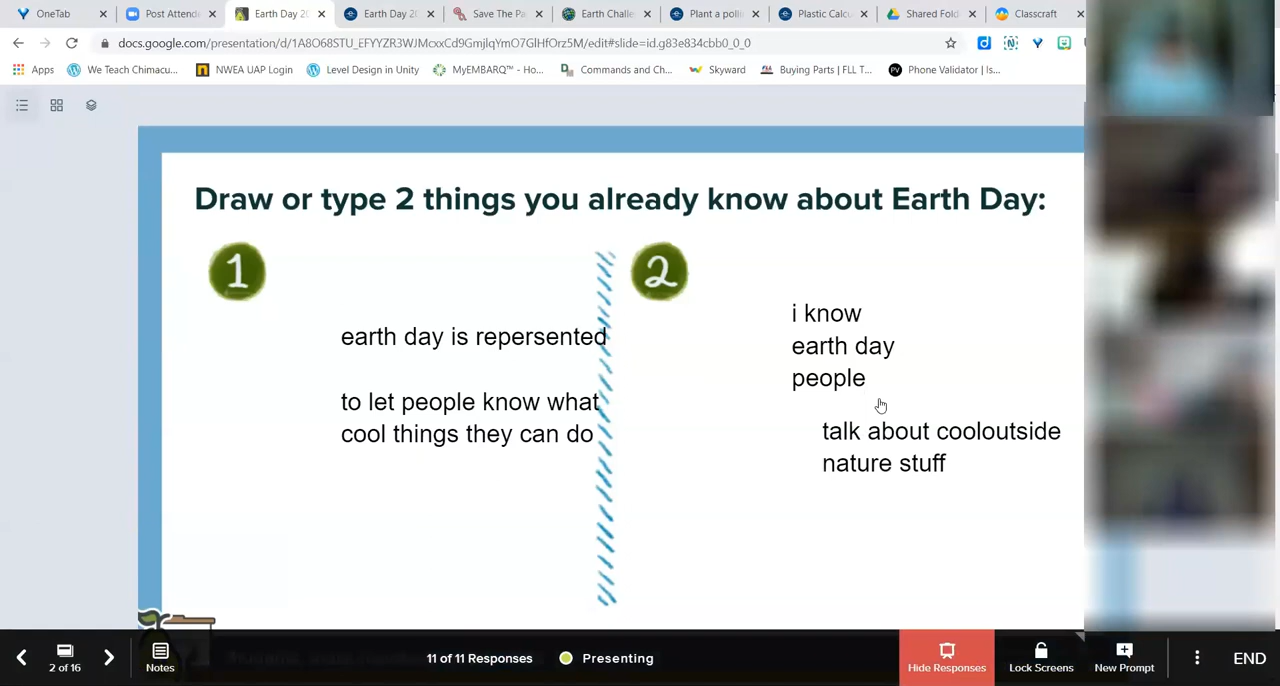 OneTab
Post Attende
Earth Day 20
Earth Day 20
Save The Pa
Earth Challe
Plant a polli
Plastic Calcu
Shared Fold
Classcraft
docs.google.com/presentation/d/1A8O68STU_EFYYZR3WJMcxxCd9GmjlqYmO7GlHfOrz5M/edit#slide=id.g83e834cbb0_0_0
Apps
We Teach Chimacu...
NWEA UAP Login
Level Design in Unity
MyEMBARQ™ - Ho...
Commands and Ch...
Skyward
Buying Parts | FLL T...
Phone Validator | Is...
Draw or type 2 things you already know about Earth Day:
1
earth day is repersented
to let people know what
cool things they can do
2
i know
earth day
people
talk about cooloutside
nature stuff
2 of 16
Notes
11 of 11 Responses
Presenting
Hide Responses
Lock Screens
New Prompt
END